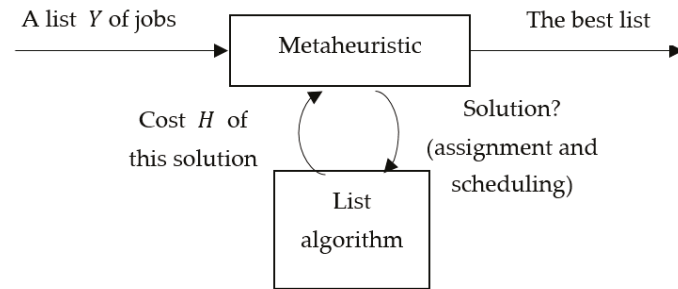 A list Y of jobs
Metaheuristic
The best list
Cost H of
this solution
Solution?
(assignment and
scheduling)
List
algorithm